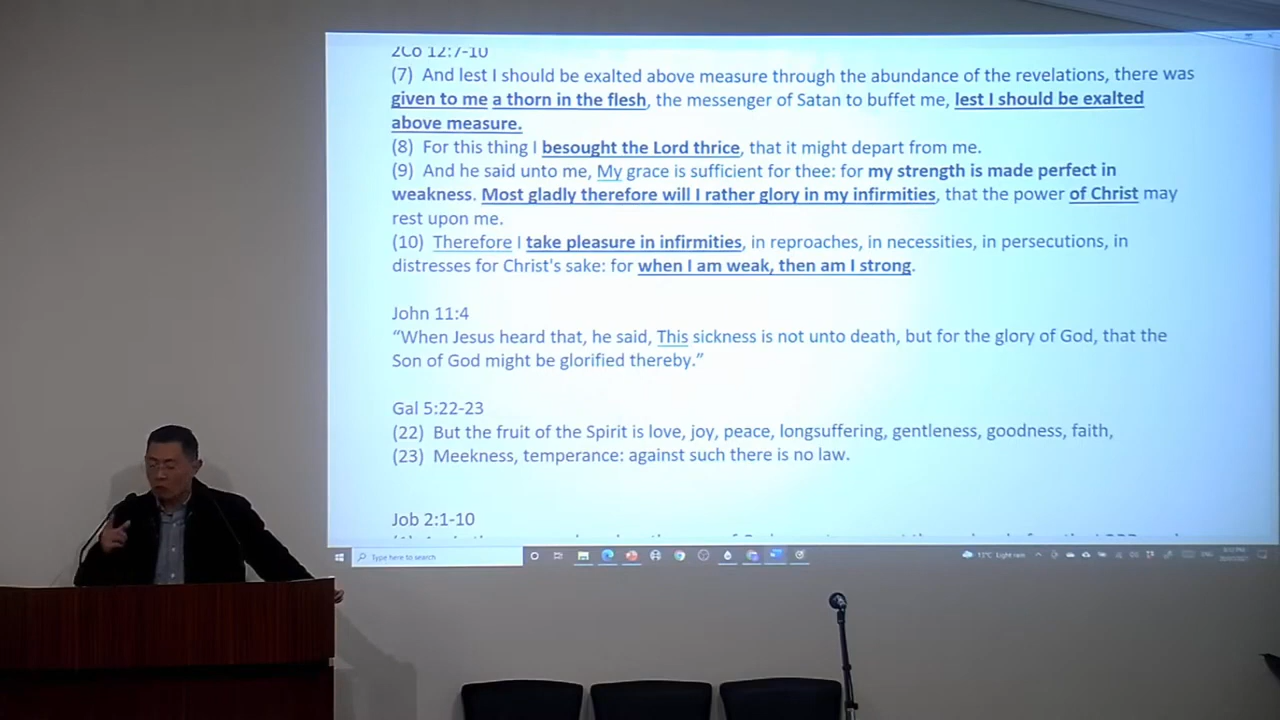 2Co 12:7-10
(7) And lest I should be exalted above measure through the abundance of the revelations, there was
given to me a thorn in the flesh, the messenger of Satan to buffet me, lest I should be exalted
above measure.
(8) For this thing I besought the Lord thrice, that it might depart from me.
(9) And he said unto me, My grace is sufficient for thee: for my strength is made perfect in
weakness. Most gladly therefore will I rather glory in my infirmities, that the power of Christ may
rest upon me.
(10) Therefore I take pleasure in infirmities, in reproaches, in necessities, in persecutions, in
distresses for Christ's sake: for when I am weak, then am I strong.
John 11:4
“When Jesus heard that, he said, This sickness is not unto death, but for the glory of God, that the
Son of God might be glorified thereby.”
Gal 5:22-23
(22) But the fruit of the Spirit is love, joy, peace, longsuffering, gentleness, goodness, faith,
(23) Meekness, temperance: against such there is no law.
Job 2:1-10
Type here to search
Light rain